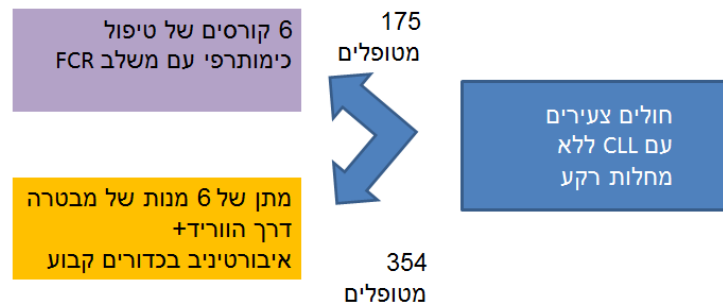 175
מטופלים
6 קורסים של טיפול
כימותרפי עם משלב FCR
חולים צעירים
עם CLL ללא
מחלות רקע
מתן של 6 מנות של מבטרה
דרך הווריד+
איבורטיניב בכדורים קבוע
354
מטופלים